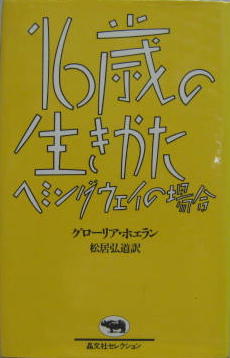 16歳の
生きかた
ヘミングウェイの場合
グローリア・ホエラン
松居弘道訳
晶文社セレクション